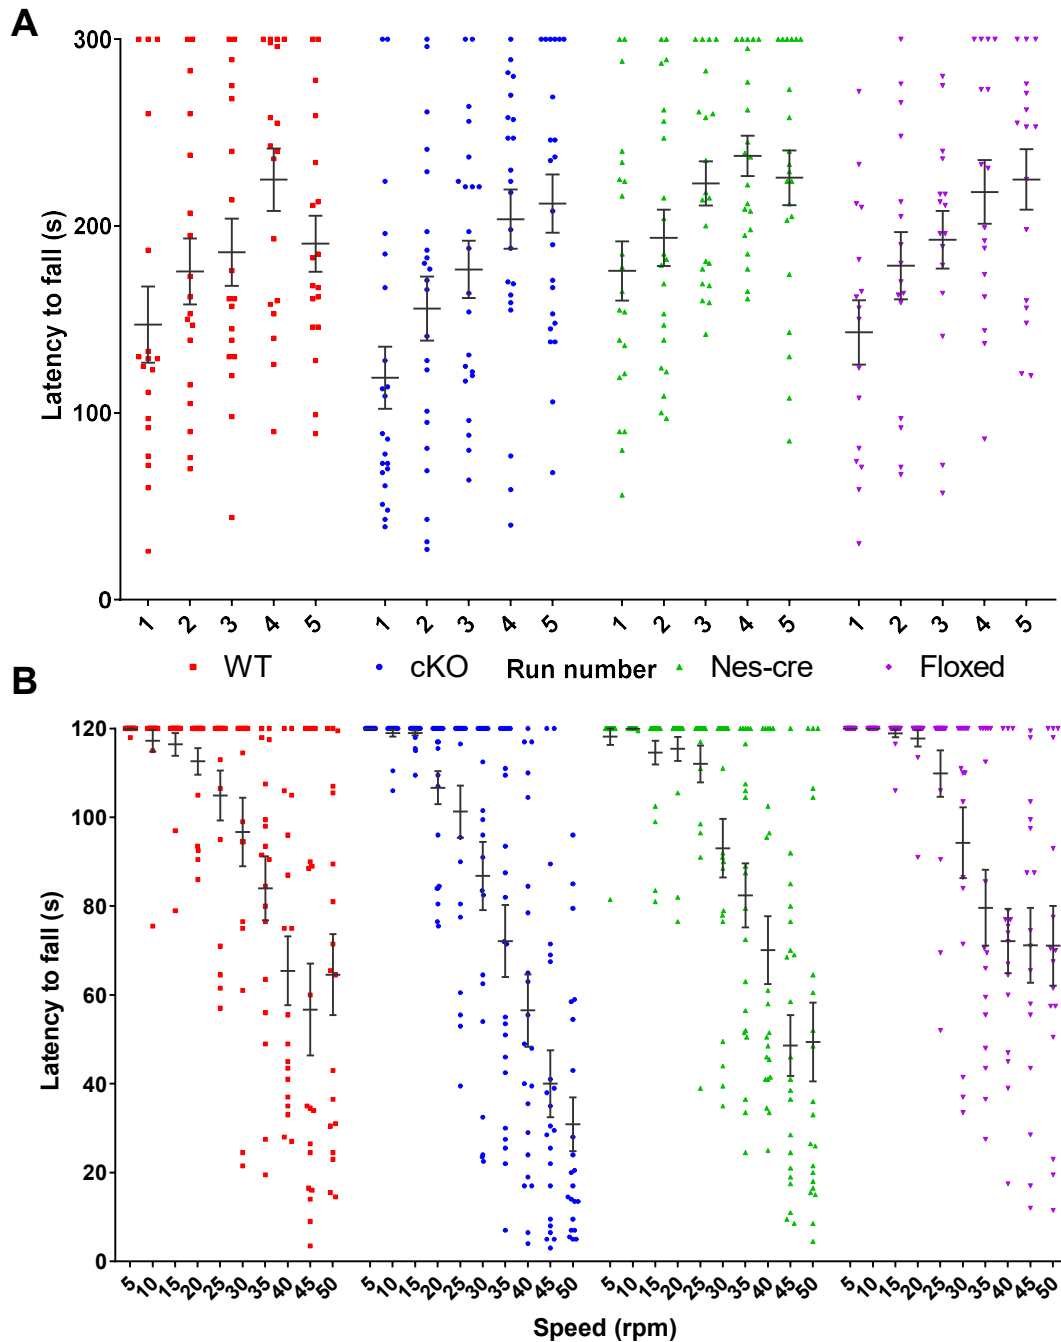 A
Latency to fall (s)
300
200
100
0
1 2 3 4 5 1 2 3 4 5 1 2 3 4 5 1 2 3 4 5
WT cKO Run number Nes-cre Floxed
B
Latency to fall (s)
120
100
80
60
40
20
0
5 10 15 20 25 30 35 40 45 50 5 10 15 20 25 30 35 40 45 50 5 10 15 20 25 30 35 40 45 50 5 10 15 20 25 30 35 40 45 50
Speed (rpm)